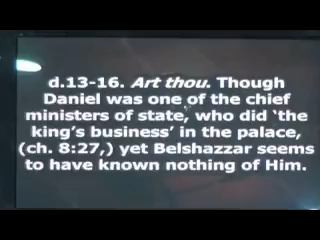 d.13-16. Art thou. Though
Daniel was one of the chief
ministers of state, who did ‘the
king’s business’ in the palace,
(ch. 8:27,) yet Belshazzar seems
to have known nothing of Him.